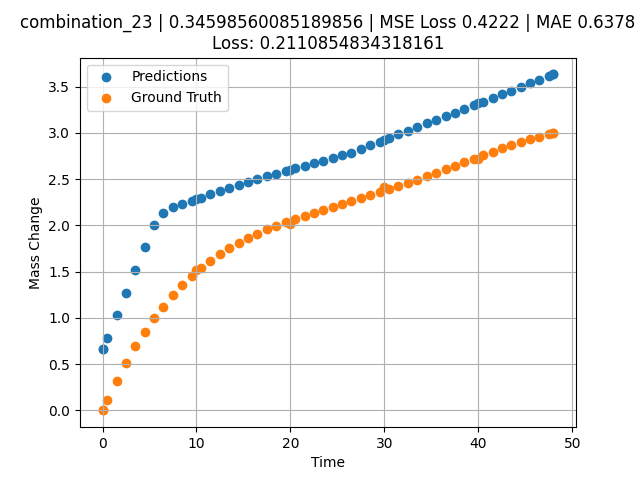 combination_23 | 0.34598560085189856 | MSE Loss 0.4222 | MAE 0.6378
Loss: 0.2110854834318161
Predictions
Ground Truth
Mass Change
3.5
3.0
2.5
2.0
1.5
1.0
0.5
0.0
0 10 20 30 40 50
Time